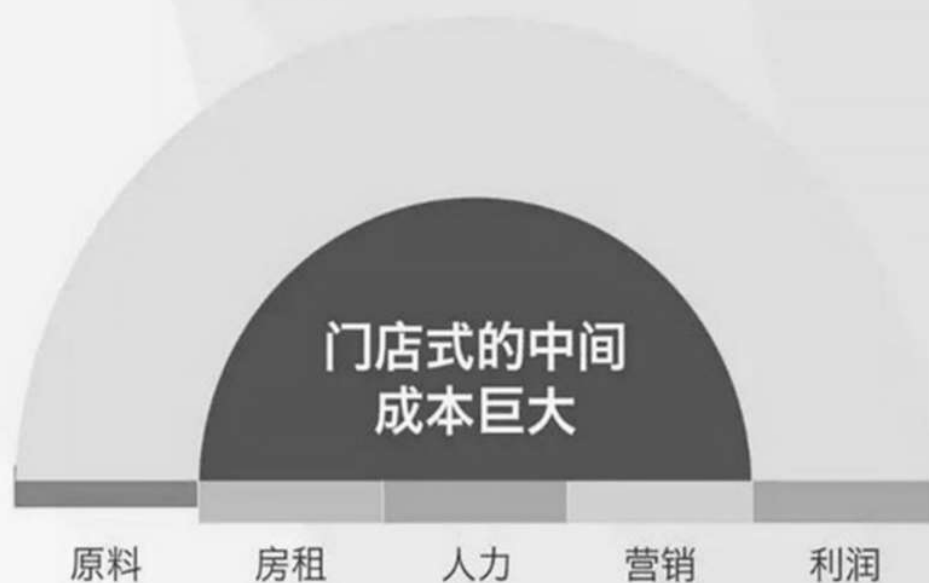 门店式的中间
成本巨大
原料 房租 人力 营销 利润